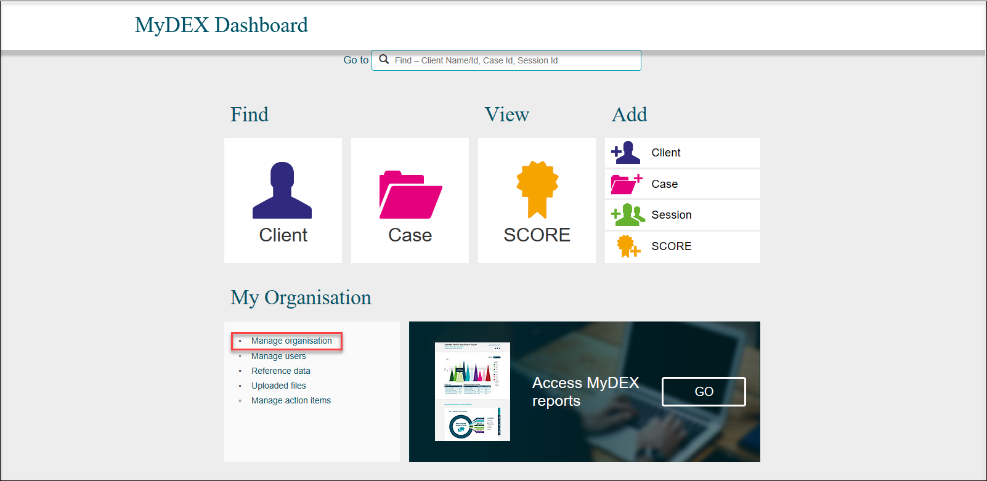 MyDEX Dashboard
Go to
Find – Client Name/Id, Case Id, Session Id
Find
View
Add
Client
Case
SCORE
Client
Case
Session
SCORE
My Organisation
Manage organisation
Manage users
Reference data
Uploaded files
Manage action items
Access MyDEX
reports
GO